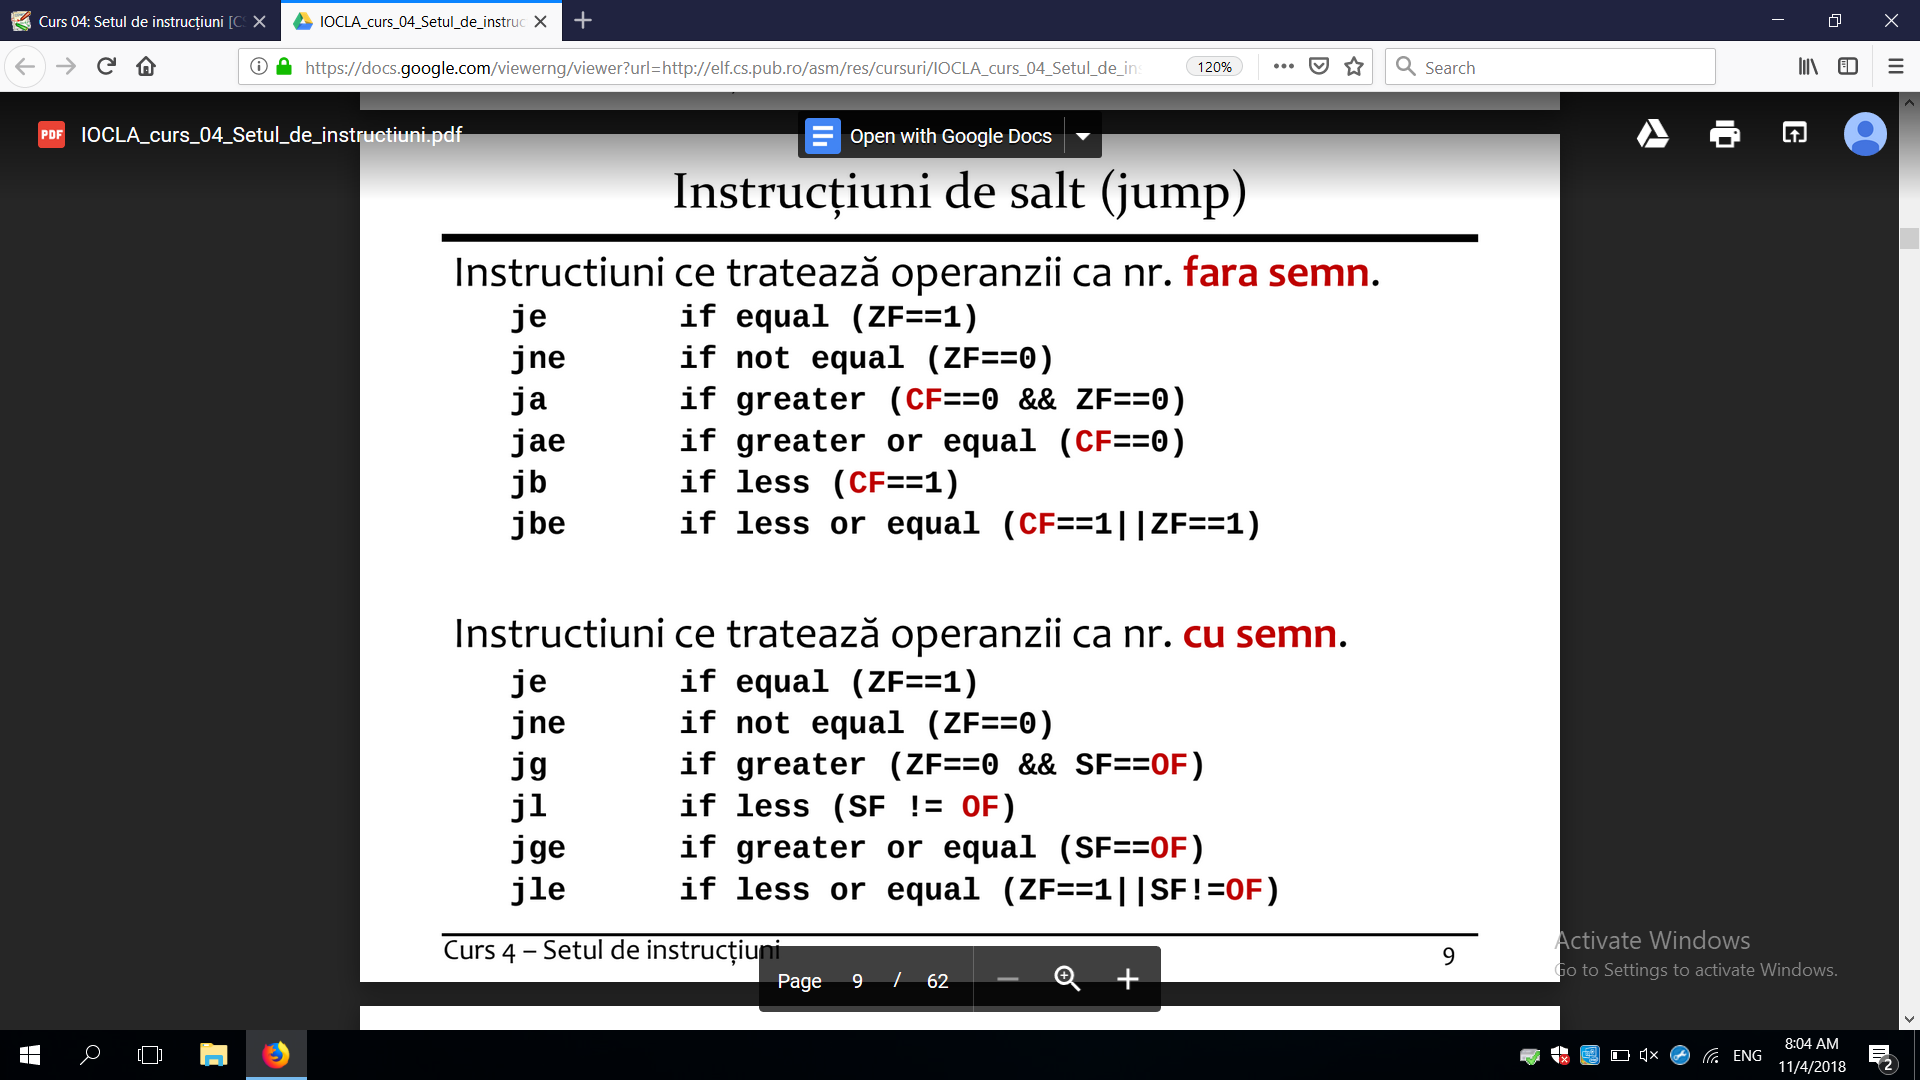 Curs 04: Setul de instrucțiuni [CS
IOCLA_curs_04_Setul_de_instruc
https://docs.google.com/viewerng/viewer?url=http://elf.cs.pub.ro/asm/res/cursuri/IOCLA_curs_04_Setul_de_in
120%
Search
PDF
IOCLA_curs_04_Setul_de_instructiuni.pdf
Open with Google Docs
Instrucțiuni de salt (jump)
Instructiuni ce tratează operanzii ca nr. fara semn.
je if equal (ZF==1)
jne if not equal (ZF==0)
ja if greater (CF==0 && ZF==0)
jae if greater or equal (CF==0)
jb if less (CF==1)
jbe if less or equal (CF==1||ZF==1)
Instructiuni ce tratează operanzii ca nr. cu semn.
je if equal (ZF==1)
jne if not equal (ZF==0)
jg if greater (ZF==0 && SF==OF)
jl if less (SF != OF)
jge if greater or equal (SF==OF)
jle if less or equal (ZF==1||SF!=OF)
Curs 4 – Setul de instrucțiuni
9
Page 9 / 62
Activate Windows
Go to Settings to activate Windows.
ENG
8:04 AM
11/4/2018
2